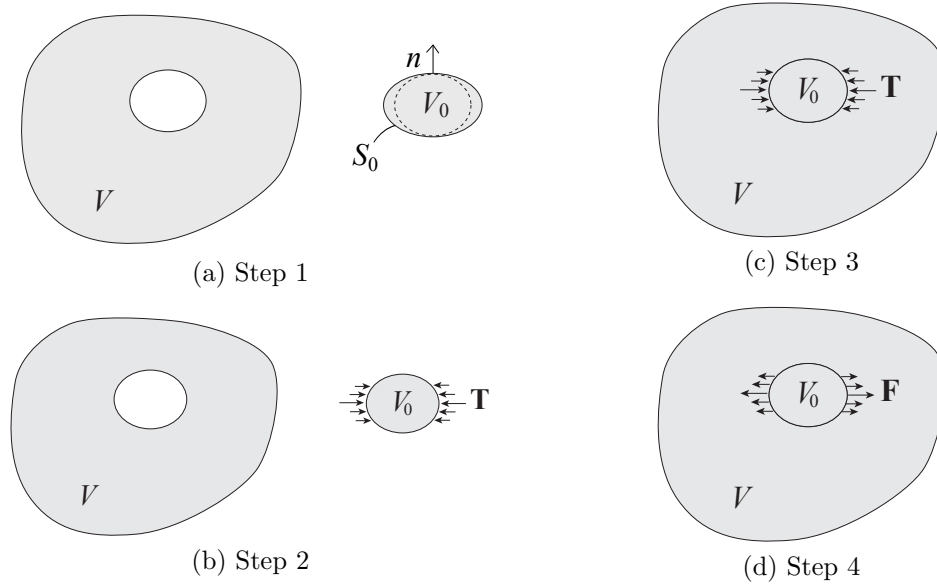 n
V₀
S₀
V
(a) Step 1
V₀
T
V
(b) Step 2
V₀
T
V
(c) Step 3
V₀
F
V
(d) Step 4